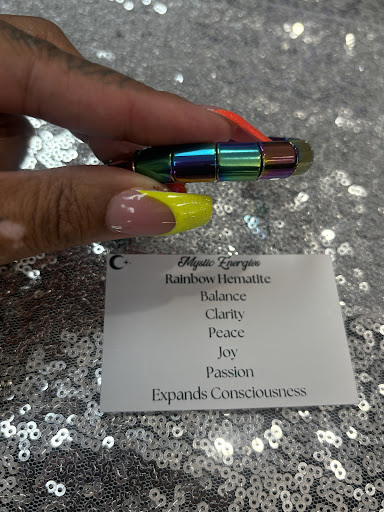 Mystic Energies
Rainbow Hematite
Balance
Clarity
Peace
Joy
Passion
Expands Consciousness